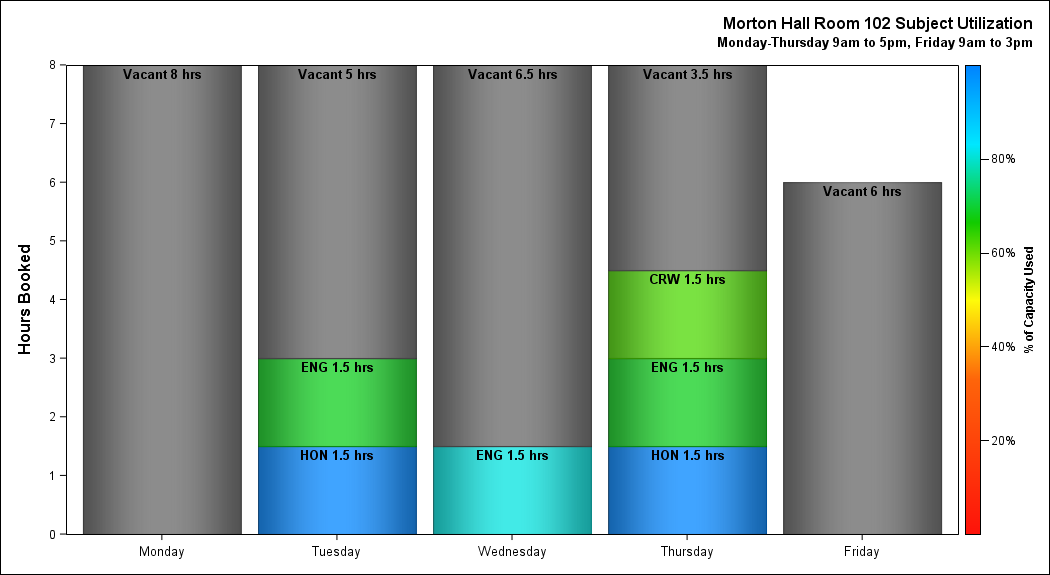 Morton Hall Room 102 Subject Utilization
Monday-Thursday 9am to 5pm, Friday 9am to 3pm
Hours Booked
8
7
6
5
4
3
2
1
0
Vacant 8 hrs
Vacant 5 hrs
ENG 1.5 hrs
HON 1.5 hrs
Vacant 6.5 hrs
ENG 1.5 hrs
Vacant 3.5 hrs
CRW 1.5 hrs
ENG 1.5 hrs
HON 1.5 hrs
Vacant 6 hrs
Monday
Tuesday
Wednesday
Thursday
Friday
80%
60%
40%
20%
% of Capacity Used